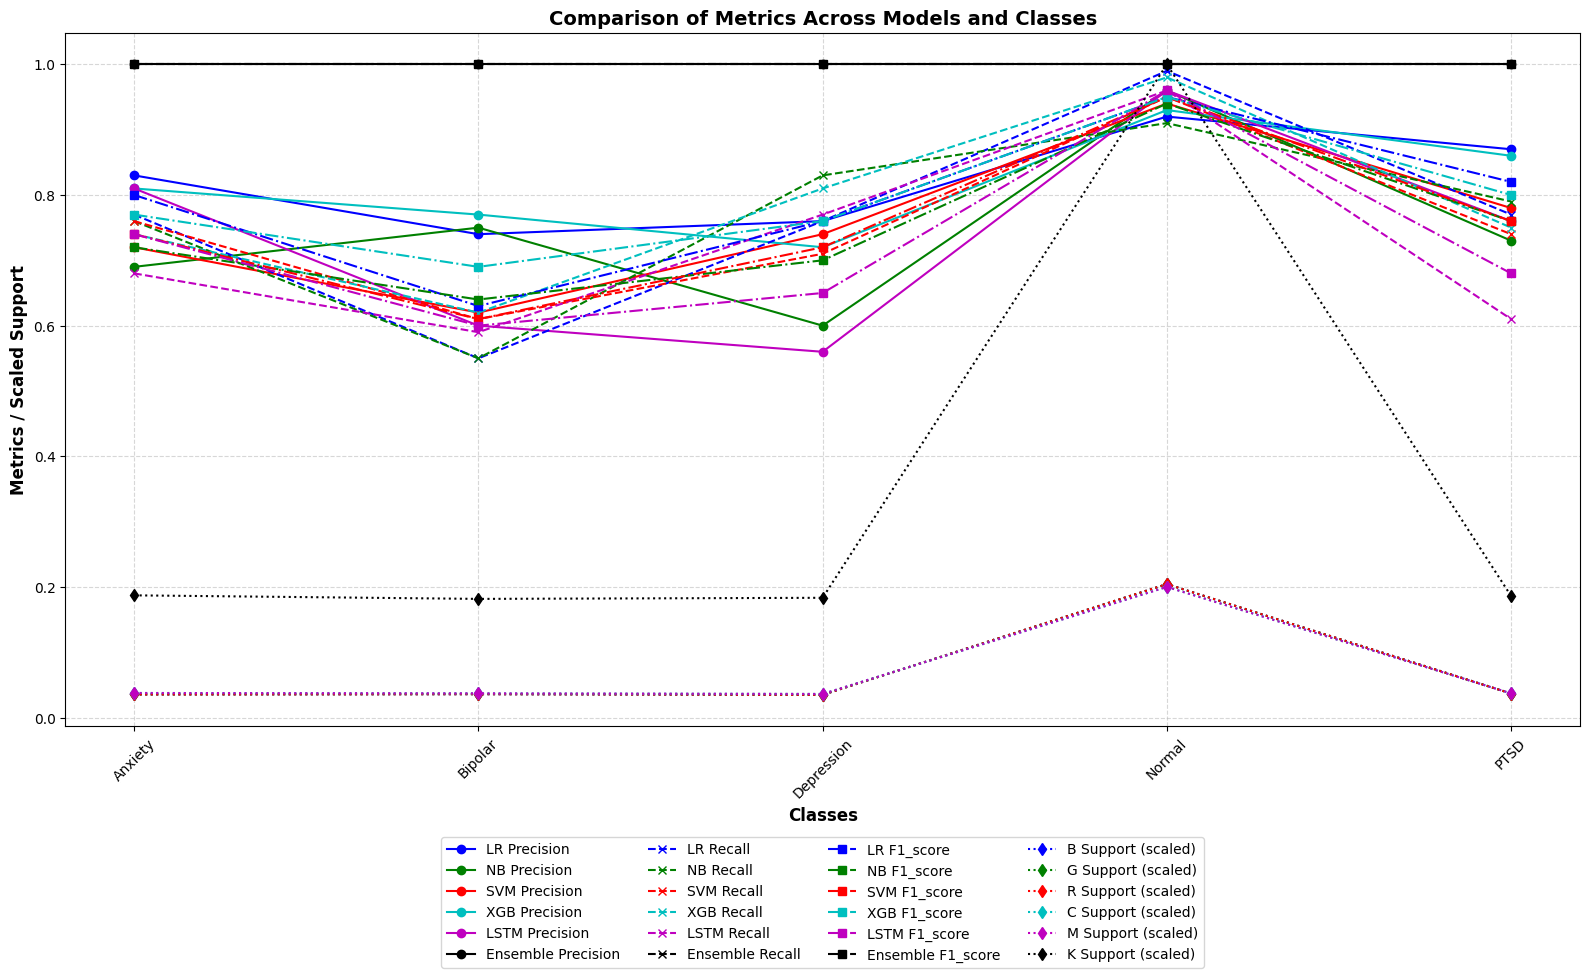 Comparison of Metrics Across Models and Classes
Metrics / Scaled Support
1.0
0.8
0.6
0.4
0.2
0.0
Anxiety
Bipolar
Depression
Normal
PTSD
Classes
LR Precision
NB Precision
SVM Precision
XGB Precision
LSTM Precision
Ensemble Precision
LR Recall
NB Recall
SVM Recall
XGB Recall
LSTM Recall
Ensemble Recall
LR F1_score
NB F1_score
SVM F1_score
XGB F1_score
LSTM F1_score
Ensemble F1_score
B Support (scaled)
G Support (scaled)
R Support (scaled)
C Support (scaled)
M Support (scaled)
K Support (scaled)